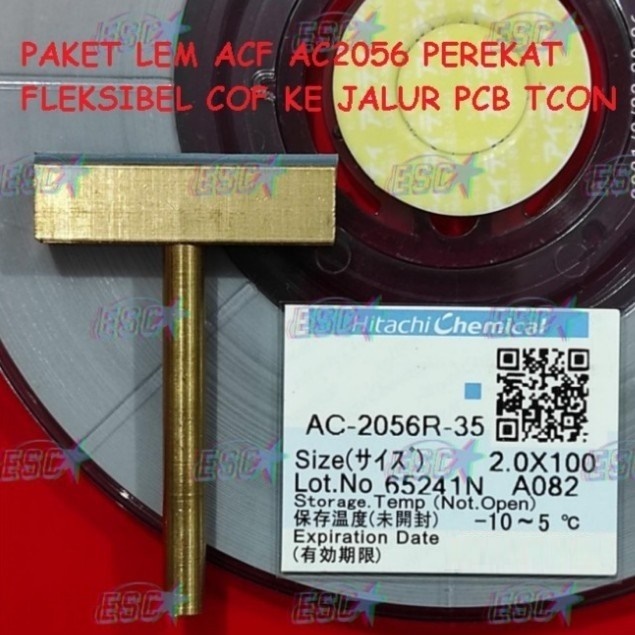 PAKET LEM ACF AC2056 PEREKAT
FLEKSIBEL COF KE JALUR PCB TCON
Hitachi Chemical
AC-2056R-35
Size(サイズ) 2.0X100
Lot.No 65241N A082
Storage.Temp (Not.Open)
保存温度(未開封) -10~5 ℃
Expiration Date
(有効期限)
ESC